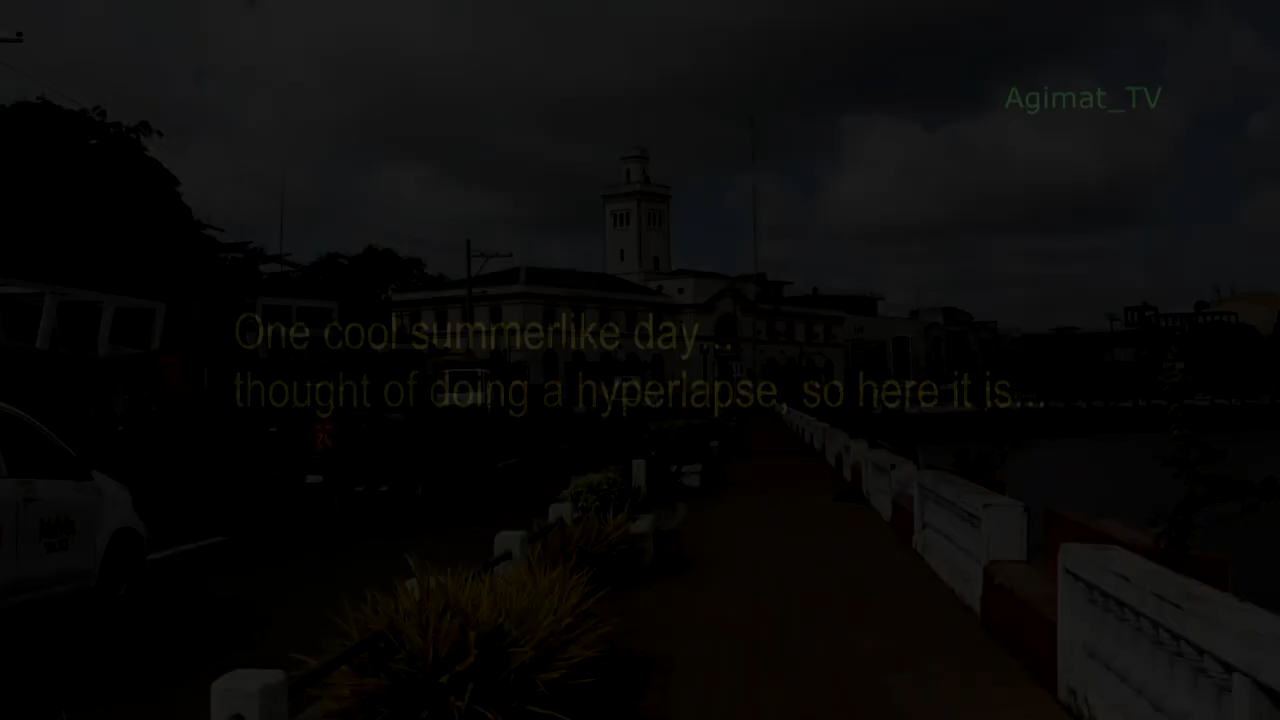 Agimat_TV
One cool summerlike day...
thought of doing a hyperlapse, so here it is...